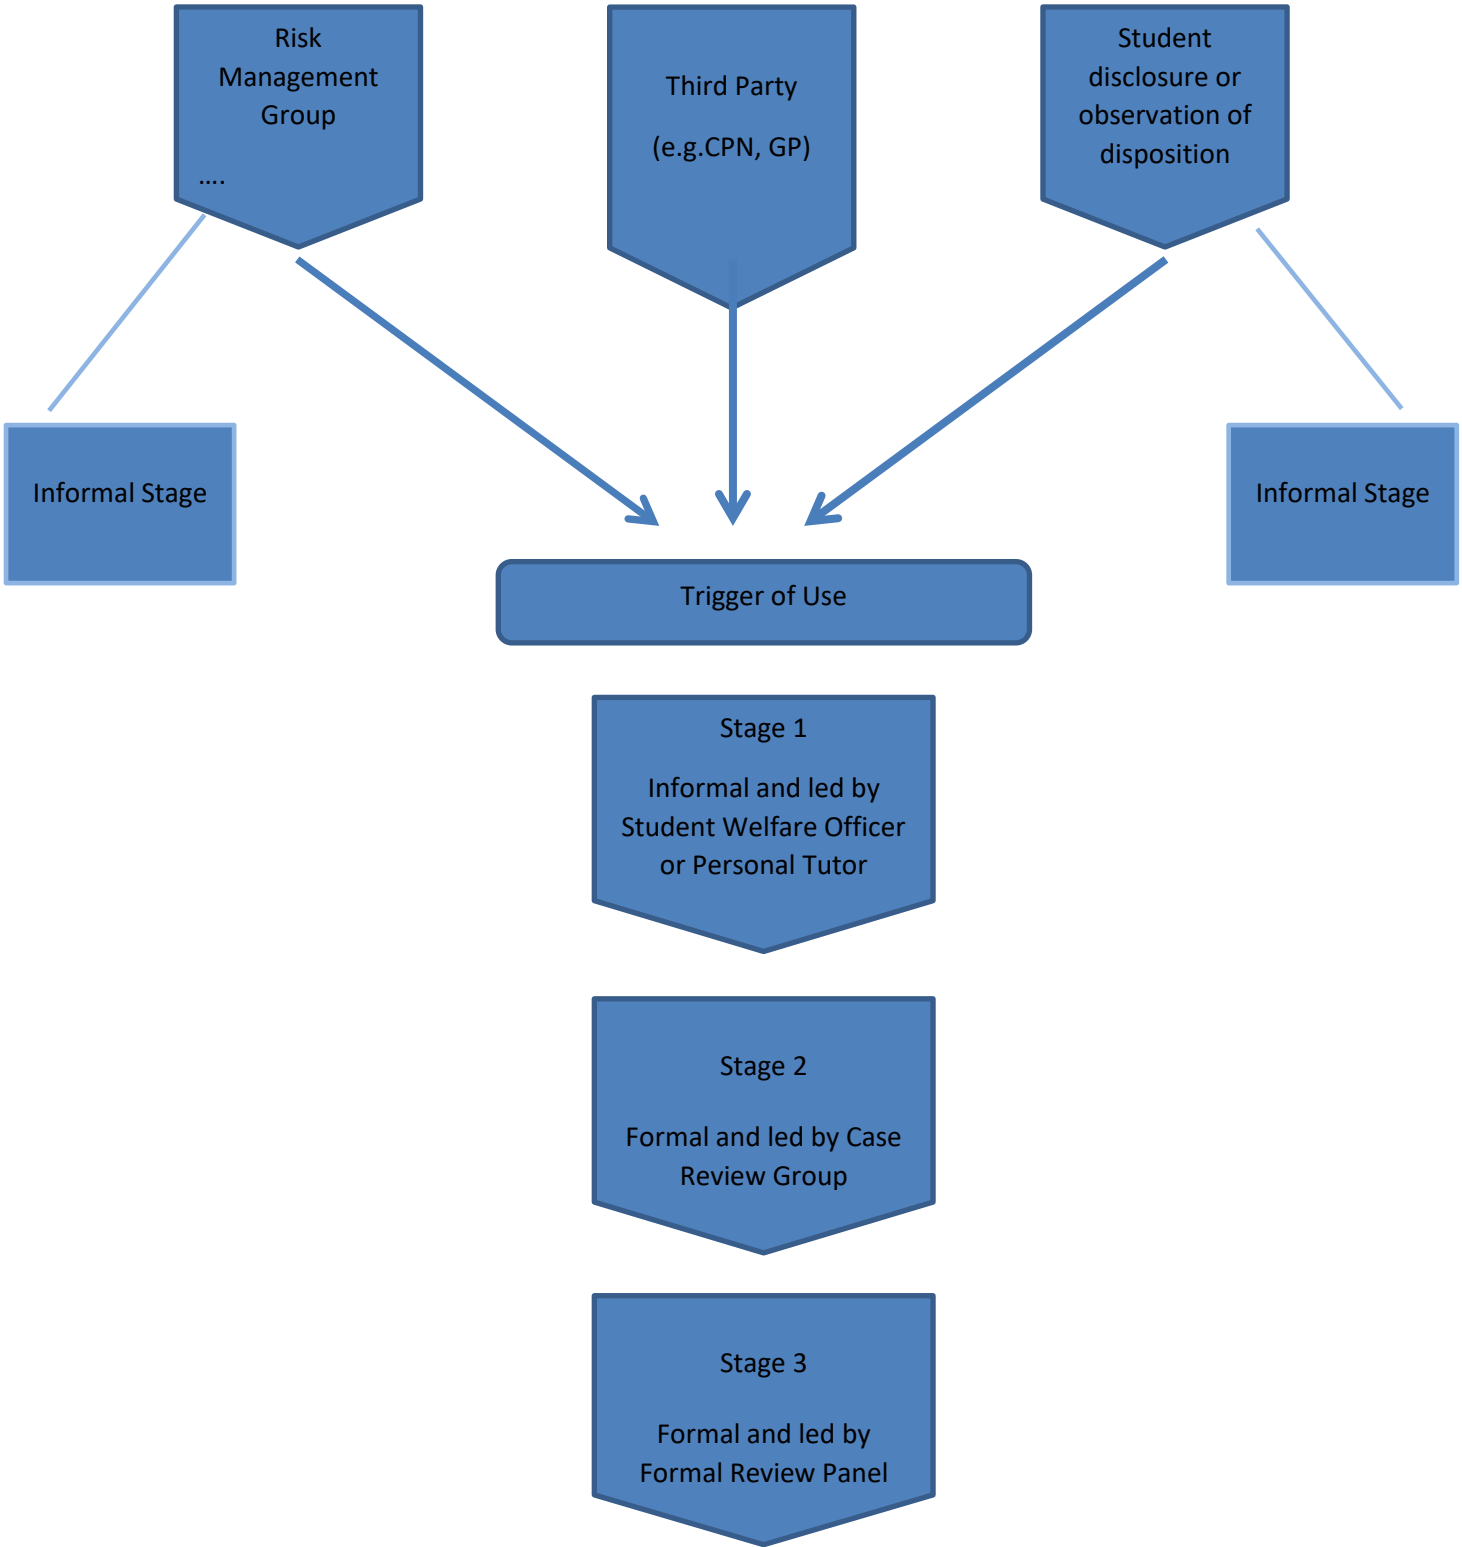 Risk
Management
Group
....
Third Party
(e.g.CPN, GP)
Student
disclosure or
observation of
disposition
Informal Stage
Informal Stage
Trigger of Use
Stage 1
Informal and led by
Student Welfare Officer
or Personal Tutor
Stage 2
Formal and led by Case
Review Group
Stage 3
Formal and led by
Formal Review Panel